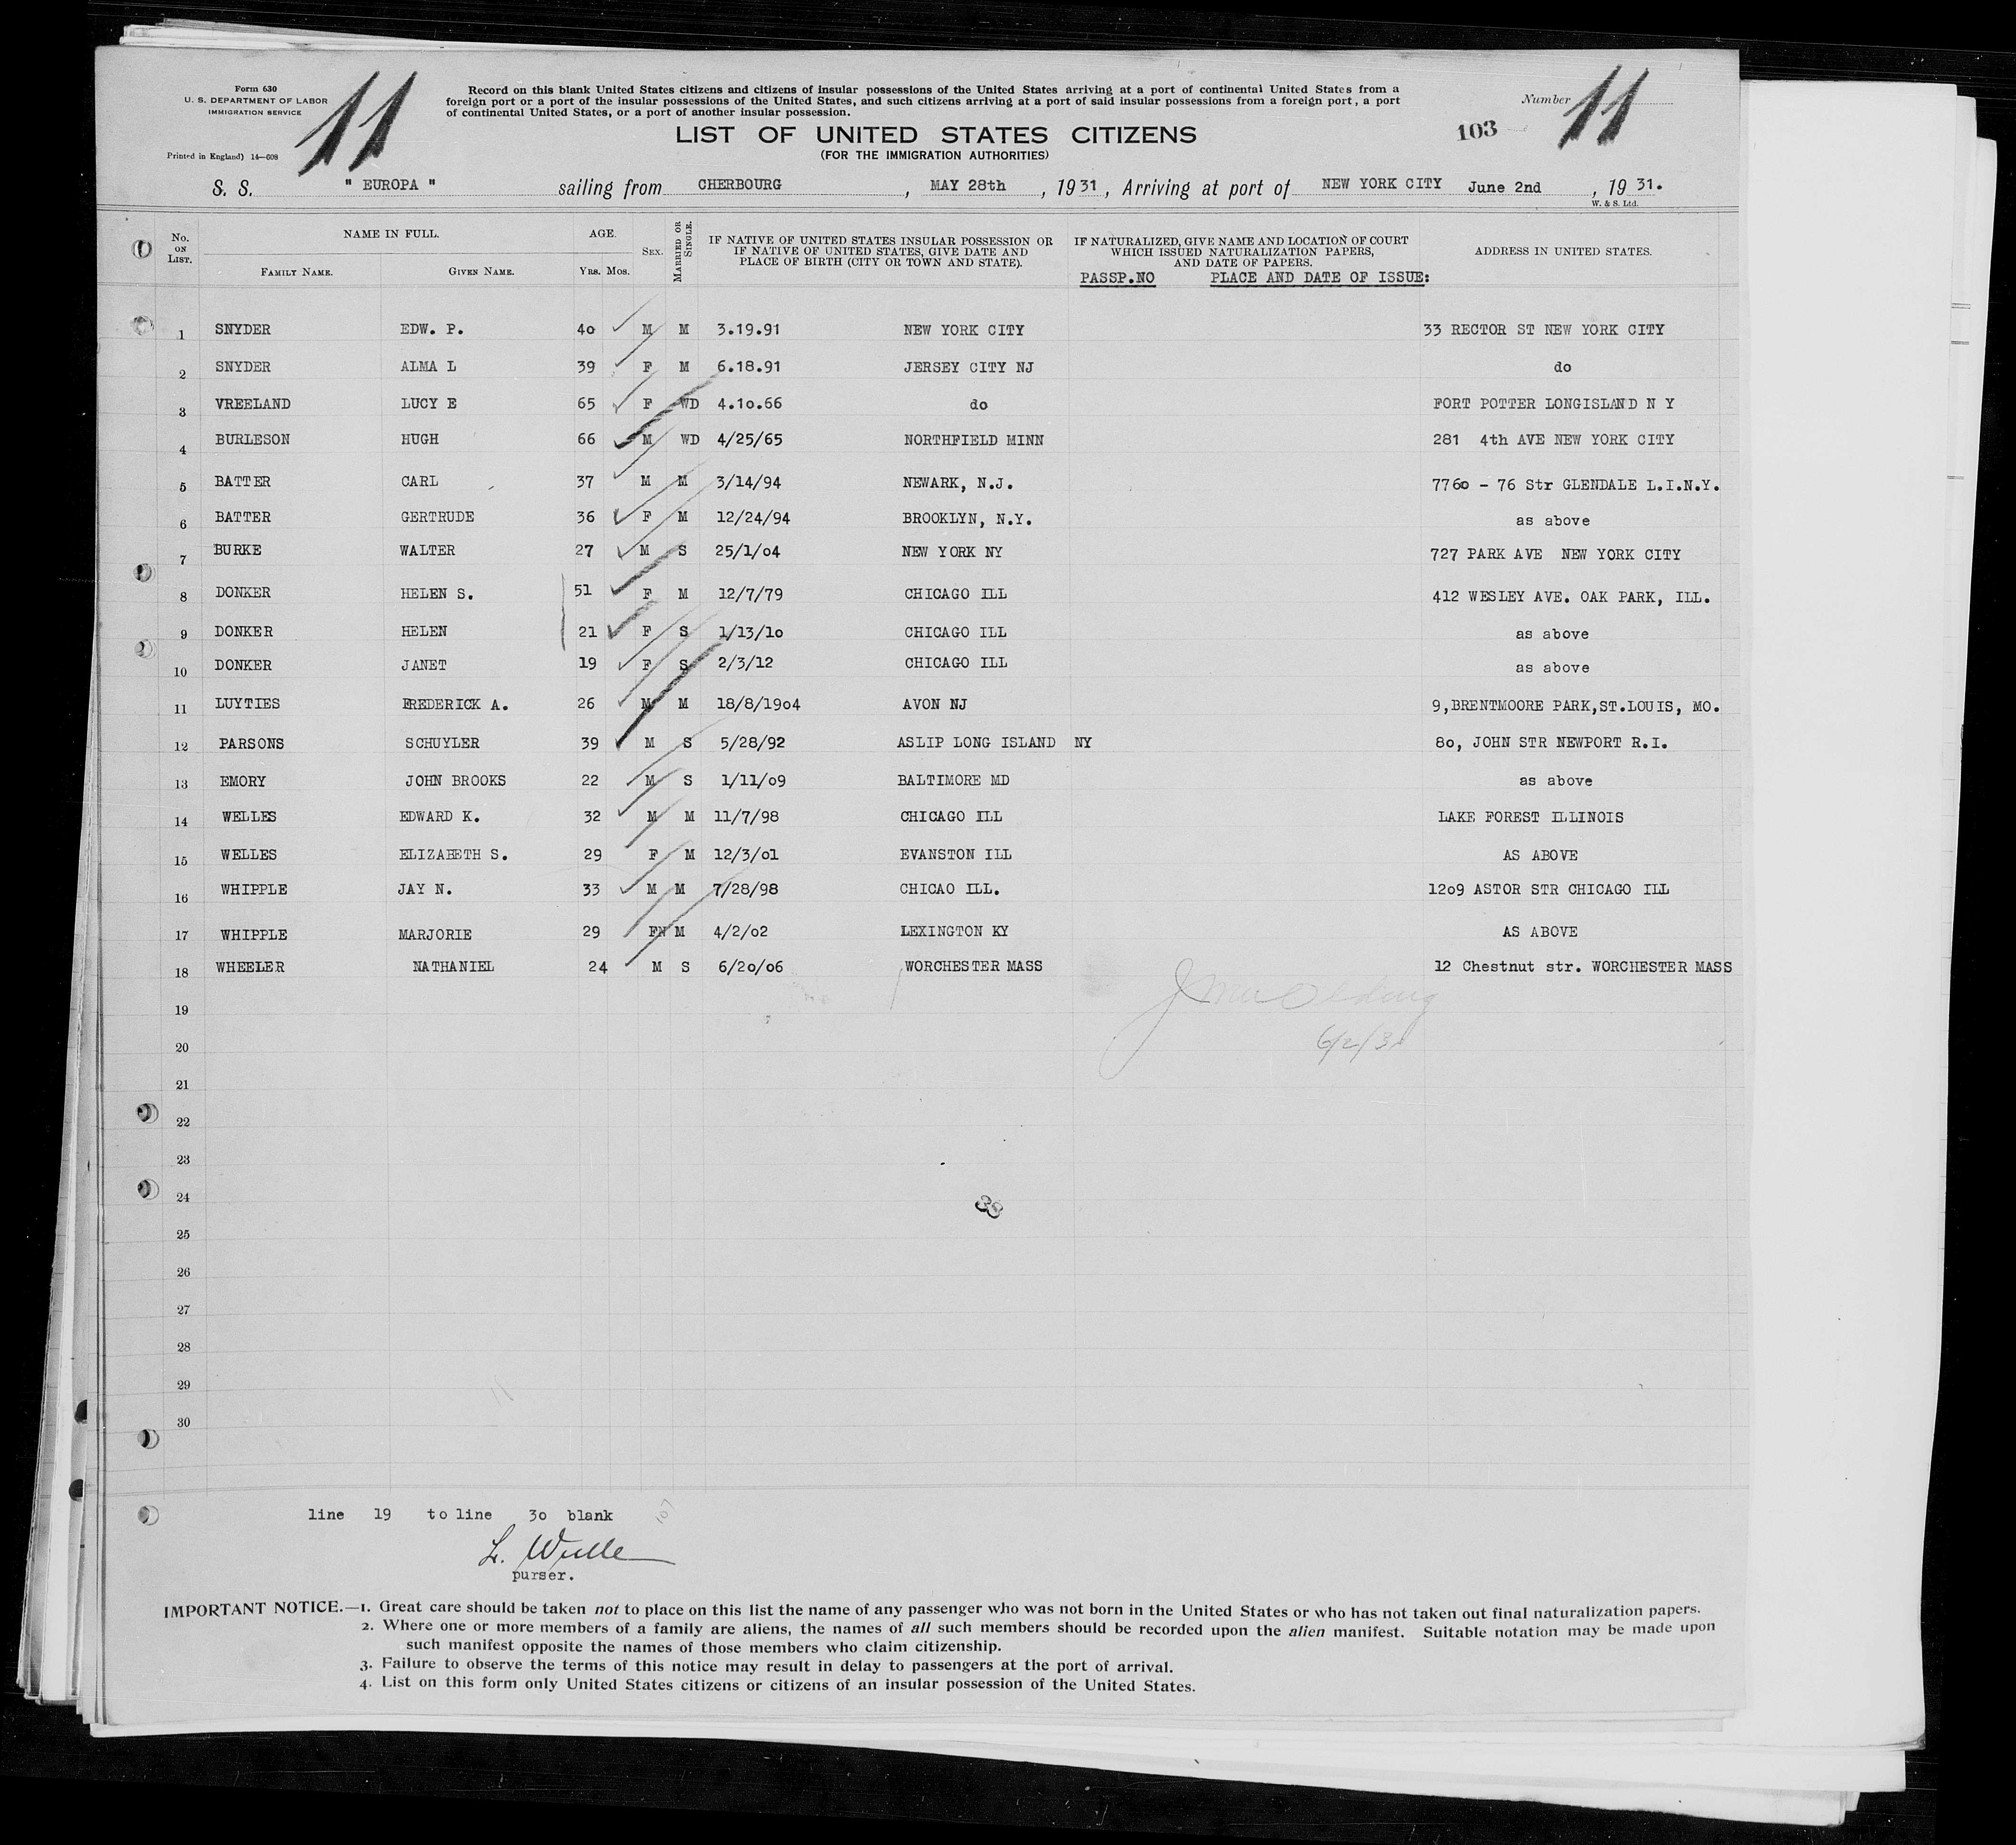 Form 630
U. S. DEPARTMENT OF LABOR
IMMIGRATION SERVICE
Printed in England) 14—608
11
Record on this blank United States citizens and citizens of insular possessions of the United States arriving at a port of continental United States from a
foreign port or a port of the insular possessions of the United States, and such citizens arriving at a port of said insular possessions from a foreign port, a port
of continental United States, or a port of another insular possession.
LIST OF UNITED STATES CITIZENS
(FOR THE IMMIGRATION AUTHORITIES)
Number 11
103
S. S. " EUROPA " sailing from CHERBOURG , MAY 28th , 1931, Arriving at port of NEW YORK CITY June 2nd , 19 31.
W. & S. Ltd.
No. ON LIST. NAME IN FULL. FAMILY NAME. GIVEN NAME. AGE. Yrs. Mos. SEX. MARRIED OR SINGLE. IF NATIVE OF UNITED STATES INSULAR POSSESSION OR IF NATIVE OF UNITED STATES, GIVE DATE AND PLACE OF BIRTH (CITY OR TOWN AND STATE). IF NATURALIZED, GIVE NAME AND LOCATION OF COURT WHICH ISSUED NATURALIZATION PAPERS, AND DATE OF PAPERS. ADDRESS IN UNITED STATES.
PASSP.NO PLACE AND DATE OF ISSUE:
1 SNYDER EDW. P. 40 M M 3.19.91 NEW YORK CITY 33 RECTOR ST NEW YORK CITY
2 SNYDER ALMA L 39 F M 6.18.91 JERSEY CITY NJ do
3 VREELAND LUCY E 65 F WD 4.10.66 do FORT POTTER LONGISLAND N Y
4 BURLESON HUGH 66 M WD 4/25/65 NORTHFIELD MINN 281 4th AVE NEW YORK CITY
5 BATTER CARL 37 M M 3/14/94 NEWARK, N.J. 7760 - 76 Str GLENDALE L.I.N.Y.
6 BATTER GERTRUDE 36 F M 12/24/94 BROOKLYN, N.Y. as above
7 BURKE WALTER 27 M S 25/1/04 NEW YORK NY 727 PARK AVE NEW YORK CITY
8 DONKER HELEN S. 51 F M 12/7/79 CHICAGO ILL 412 WESLEY AVE. OAK PARK, ILL.
9 DONKER HELEN 21 F S 1/13/10 CHICAGO ILL as above
10 DONKER JANET 19 F S 2/3/12 CHICAGO ILL as above
11 LUYTIES FREDERICK A. 26 M M 18/8/1904 AVON NJ 9,BRENTMOORE PARK,ST.LOUIS, MO.
12 PARSONS SCHUYLER 39 M S 5/28/92 ASLIP LONG ISLAND NY 80, JOHN STR NEWPORT R.I.
13 EMORY JOHN BROOKS 22 M S 1/11/09 BALTIMORE MD as above
14 WELLES EDWARD K. 32 M M 11/7/98 CHICAGO ILL LAKE FOREST ILLINOIS
15 WELLES ELIZABETH S. 29 F M 12/3/01 EVANSTON ILL AS ABOVE
16 WHIPPLE JAY N. 33 M M 7/28/98 CHICAO ILL. 1209 ASTOR STR CHICAGO ILL
17 WHIPPLE MARJORIE 29 F M 4/2/02 LEXINGTON KY AS ABOVE
18 WHEELER NATHANIEL 24 M S 6/20/06 WORCHESTER MASS 12 Chestnut str. WORCHESTER MASS
19
20 6/2/31
21
22
23
24
25
26
27
28
29
30
line 19 to line 30 blank
L. Wulle
purser.
IMPORTANT NOTICE.—1. Great care should be taken not to place on this list the name of any passenger who was not born in the United States or who has not taken out final naturalization papers.
2. Where one or more members of a family are aliens, the names of all such members should be recorded upon the alien manifest. Suitable notation may be made upon
such manifest opposite the names of those members who claim citizenship.
3. Failure to observe the terms of this notice may result in delay to passengers at the port of arrival.
4. List on this form only United States citizens or citizens of an insular possession of the United States.